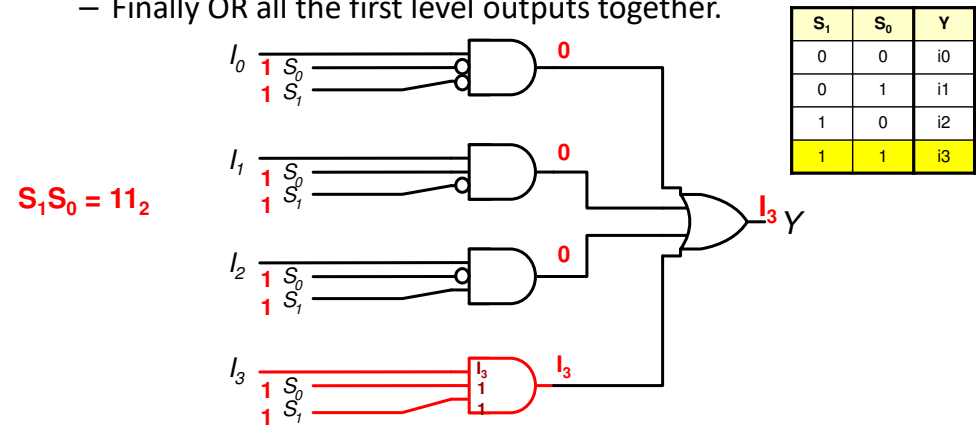 – Finally OR all the first level outputs together.
S₁ S₀ Y
0 0 i0
0 1 i1
1 0 i2
1 1 i3
I₀
1 S₀
1 S₁
0
I₁
1 S₀
1 S₁
0
S₁S₀ = 11₂
I₃ Y
I₂
1 S₀
1 S₁
0
I₃
1 S₀
1 S₁
I₃
1
1
I₃